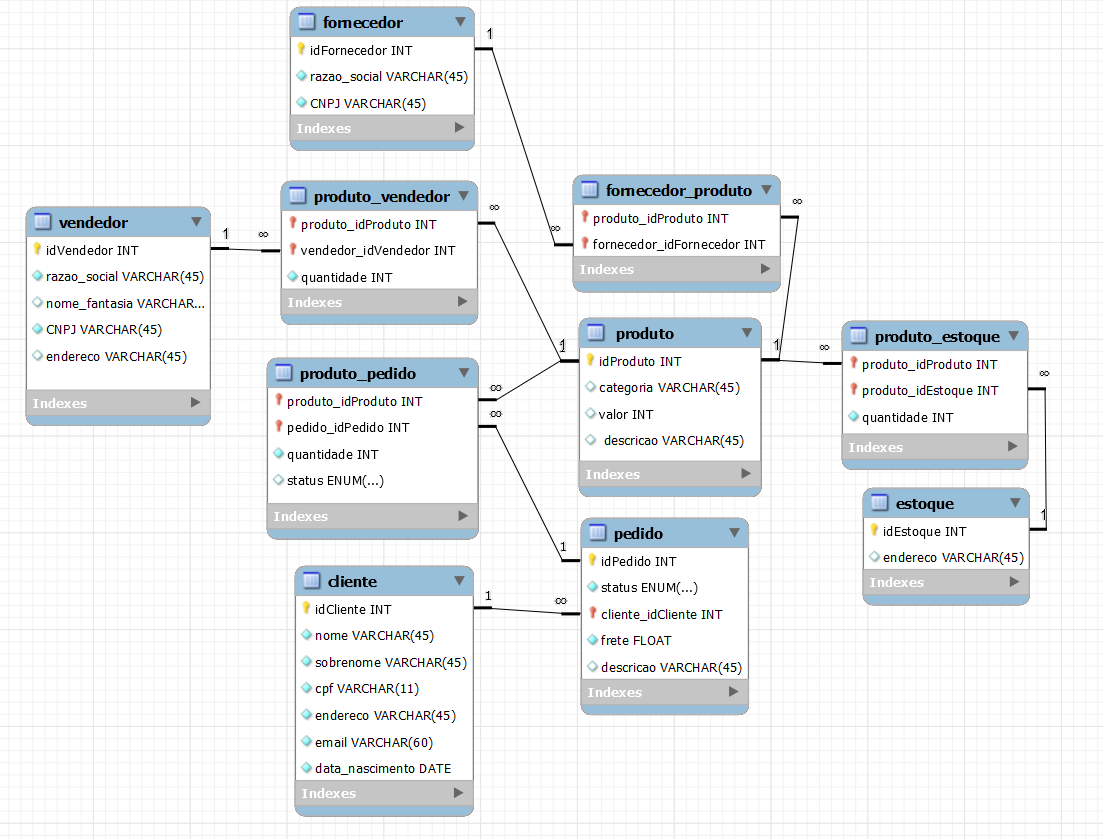 fornecedor
idFornecedor INT
razao_social VARCHAR(45)
CNPJ VARCHAR(45)
Indexes
1
∞
vendedor
idVendedor INT
razao_social VARCHAR(45)
nome_fantasia VARCHAR...
CNPJ VARCHAR(45)
endereco VARCHAR(45)
Indexes
1
∞
produto_vendedor
produto_idProduto INT
vendedor_idVendedor INT
quantidade INT
Indexes
∞
1
fornecedor_produto
produto_idProduto INT
fornecedor_idFornecedor INT
Indexes
∞
1
produto_pedido
produto_idProduto INT
pedido_idPedido INT
quantidade INT
status ENUM(...)
Indexes
∞
∞
1
produto
idProduto INT
categoria VARCHAR(45)
valor INT
descricao VARCHAR(45)
Indexes
∞
produto_estoque
produto_idProduto INT
produto_idEstoque INT
quantidade INT
Indexes
∞
1
estoque
idEstoque INT
endereco VARCHAR(45)
Indexes
cliente
idCliente INT
nome VARCHAR(45)
sobrenome VARCHAR(45)
cpf VARCHAR(11)
endereco VARCHAR(45)
email VARCHAR(60)
data_nascimento DATE
Indexes
1
∞
1
pedido
idPedido INT
status ENUM(...)
cliente_idCliente INT
frete FLOAT
descricao VARCHAR(45)
Indexes